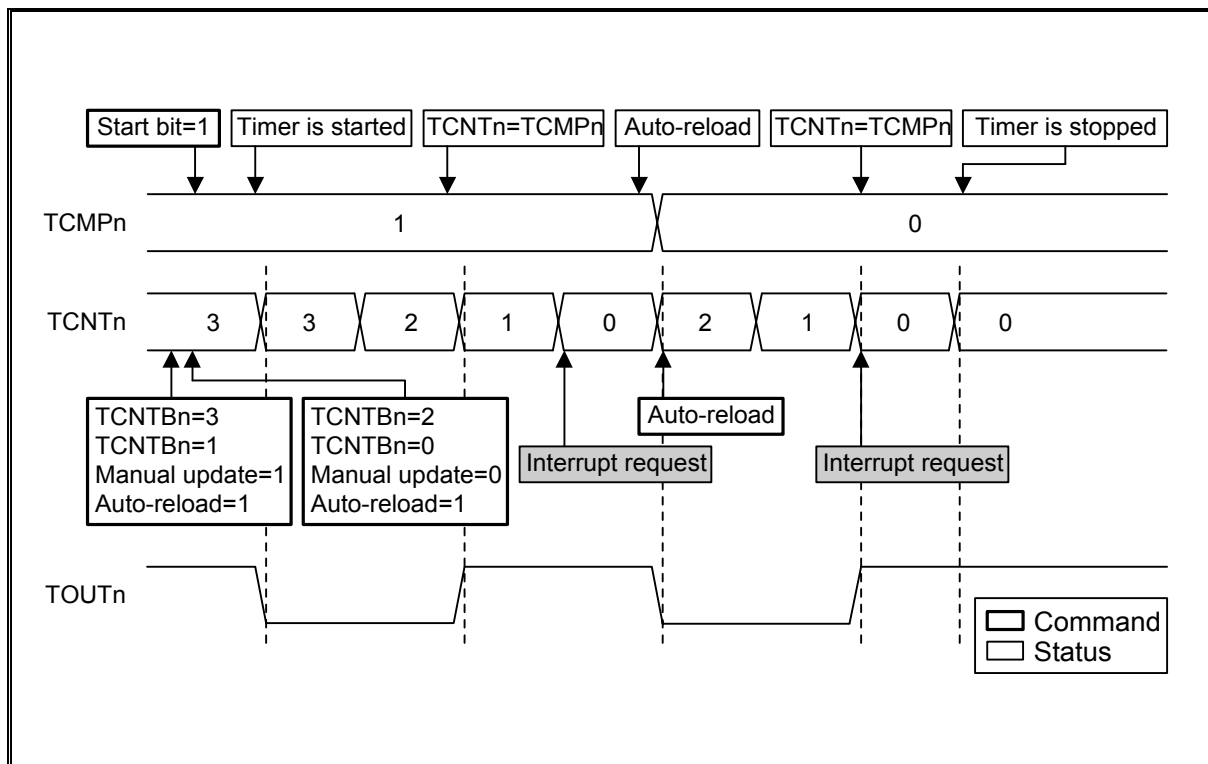 Start bit=1
Timer is started
TCNTn=TCMPn
Auto-reload
TCNTn=TCMPn
Timer is stopped
TCMPn
1
0
TCNTn
3
3
2
1
0
2
1
0
0
TCNTBn=3
TCNTBn=1
Manual update=1
Auto-reload=1
TCNTBn=2
TCNTBn=0
Manual update=0
Auto-reload=1
Interrupt request
Auto-reload
Interrupt request
TOUTn
Command
Status